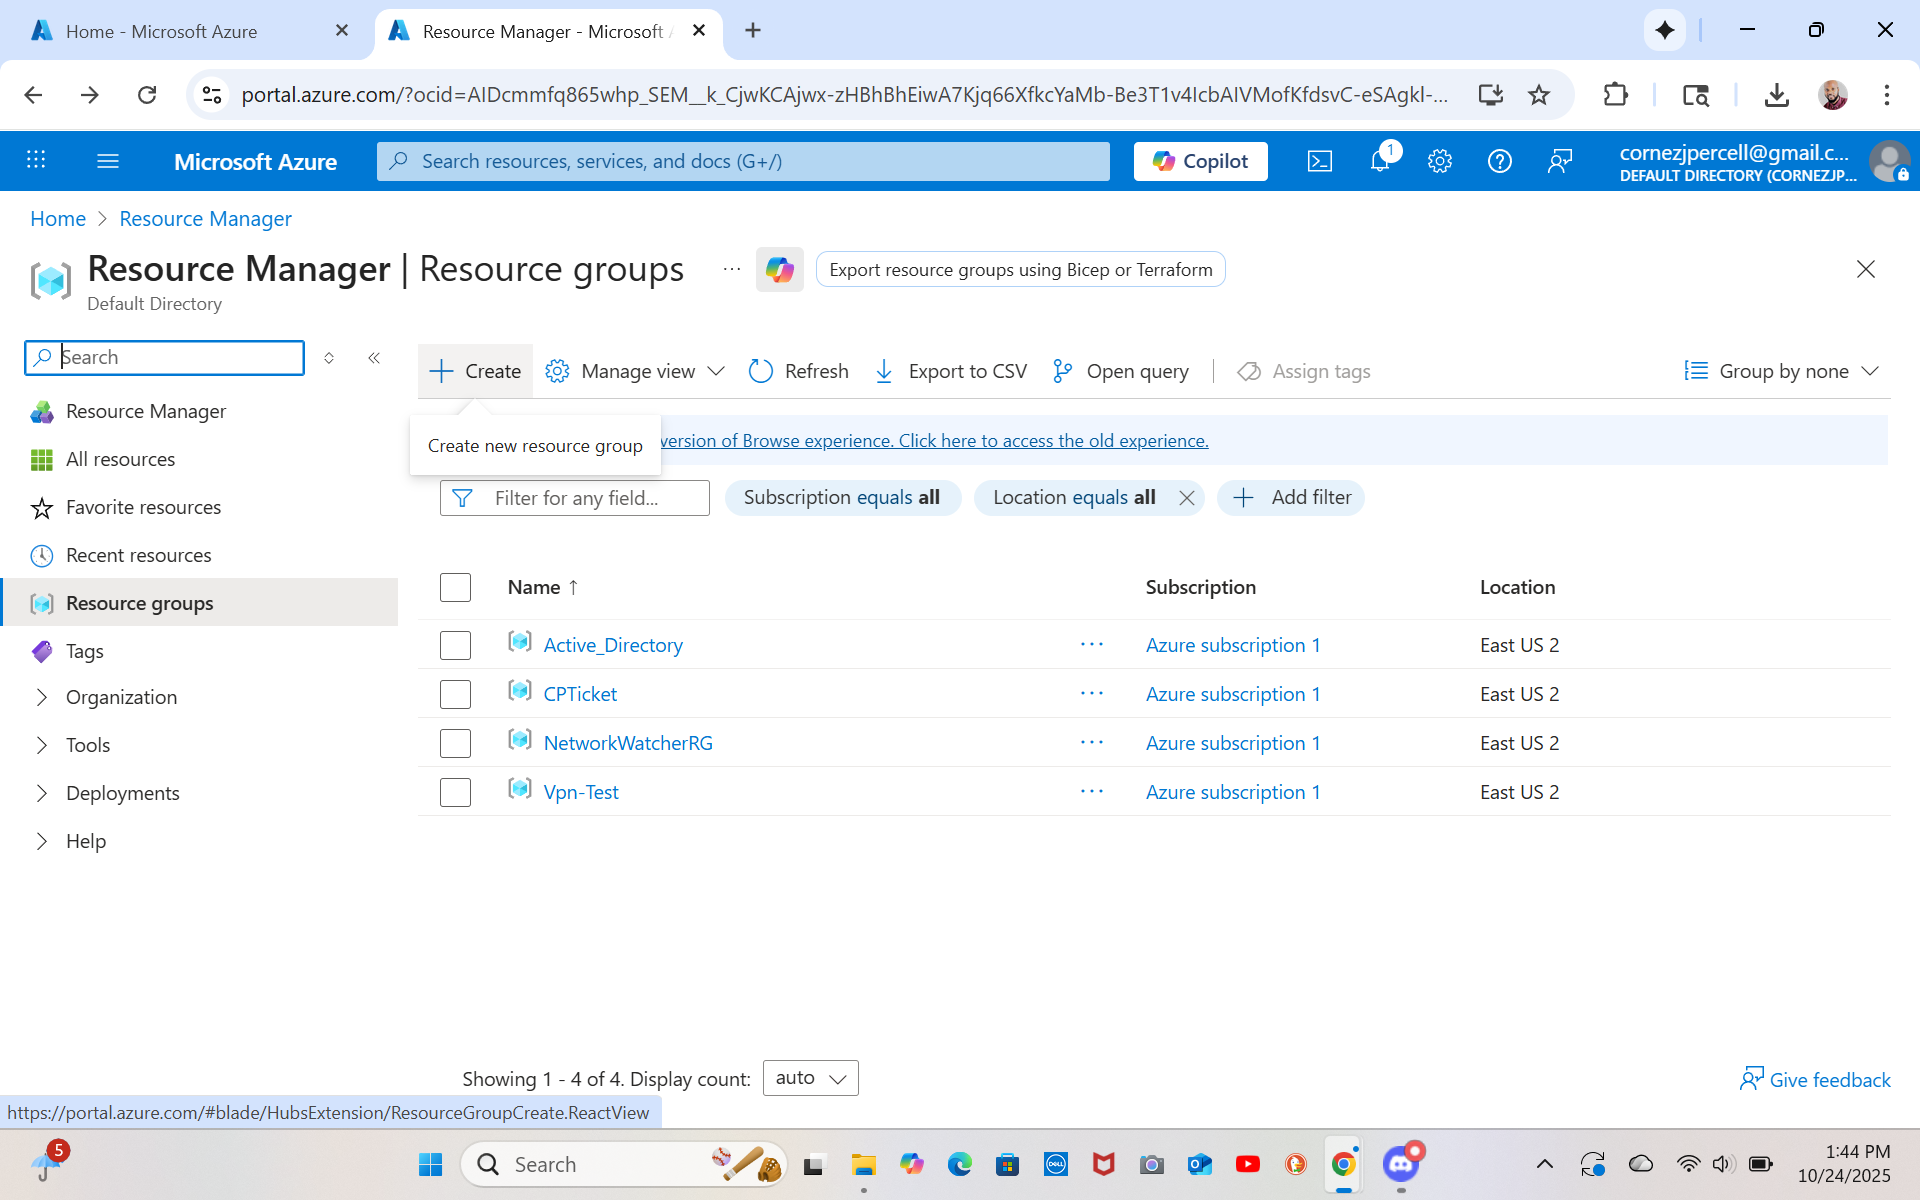 Home - Microsoft Azure
Resource Manager - Microsoft
portal.azure.com/?ocid=AIDcmmfq865whp_SEM__k_CjwKCAjwx-zHBhBhEiwA7Kjq66XfkcYaMb-Be3T1v4IcbAIVMofKfdsvC-eSAgkI-...
Microsoft Azure
Search resources, services, and docs (G+/)
Copilot
1
cornezjpercell@gmail.c...
DEFAULT DIRECTORY (CORNEZJP...
Home > Resource Manager
Resource Manager | Resource groups
...
Export resource groups using Bicep or Terraform
Default Directory
Search
Create
Manage view
Refresh
Export to CSV
Open query
Assign tags
Group by none
Create new resource group
version of Browse experience. Click here to access the old experience.
Filter for any field...
Subscription equals all
Location equals all
Add filter
Resource Manager
All resources
Favorite resources
Recent resources
Resource groups
Tags
Organization
Tools
Deployments
Help
Name ↑ Subscription Location
Active_Directory ... Azure subscription 1 East US 2
CPTicket ... Azure subscription 1 East US 2
NetworkWatcherRG ... Azure subscription 1 East US 2
Vpn-Test ... Azure subscription 1 East US 2
Showing 1 - 4 of 4. Display count: auto
Give feedback
https://portal.azure.com/#blade/HubsExtension/ResourceGroupCreate.ReactView
5
Search
DELL
1:44 PM
10/24/2025